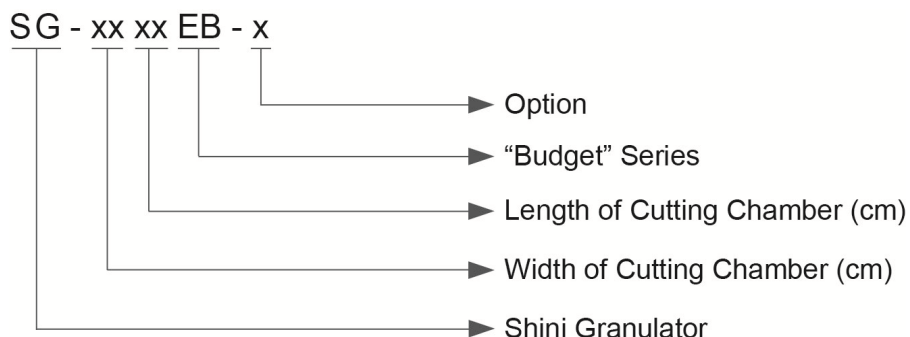 SG - xx xx EB - x
Option
“Budget” Series
Length of Cutting Chamber (cm)
Width of Cutting Chamber (cm)
Shini Granulator